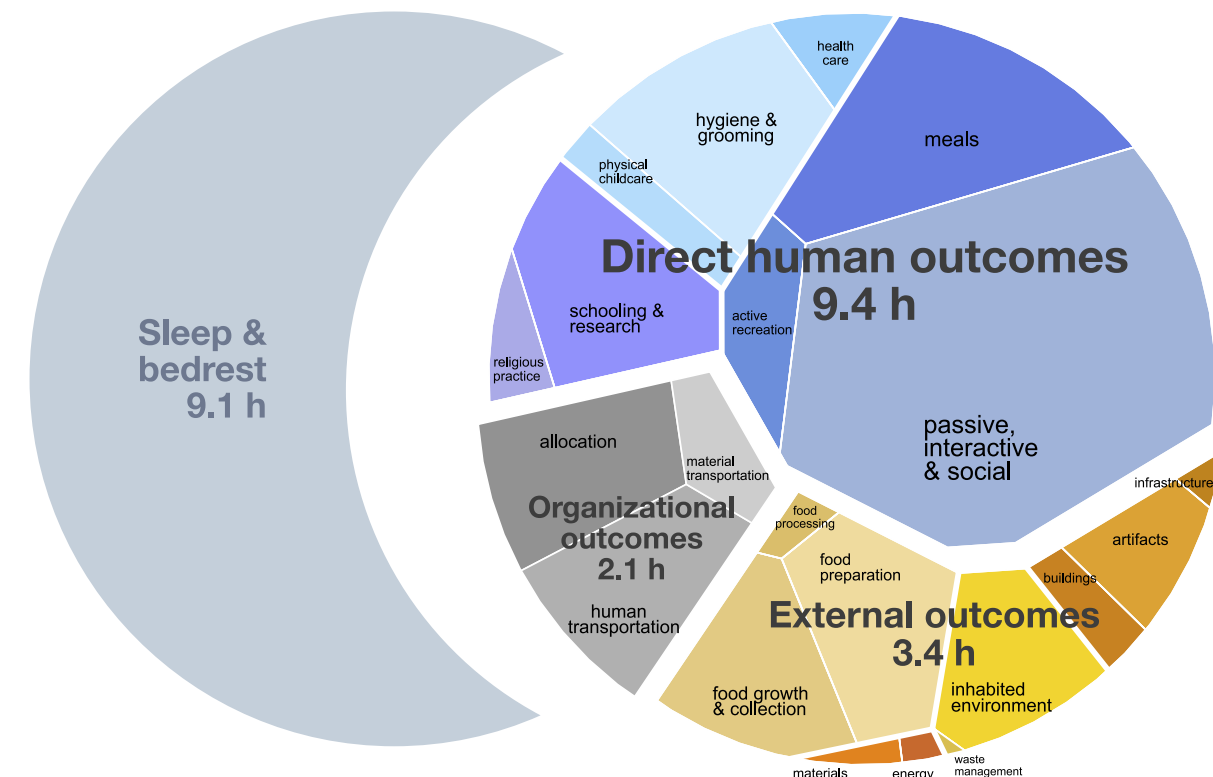 Sleep &
bedrest
9.1 h
health
care
hygiene &
grooming
meals
physical
childcare
Direct human outcomes
9.4 h
schooling &
research
active
recreation
religious
practice
passive,
interactive
& social
allocation
material
transportation
Organizational
outcomes
2.1 h
human
transportation
food
processing
food
preparation
infrastructure
artifacts
buildings
External outcomes
3.4 h
food growth
& collection
inhabited
environment
materials
energy
waste
management